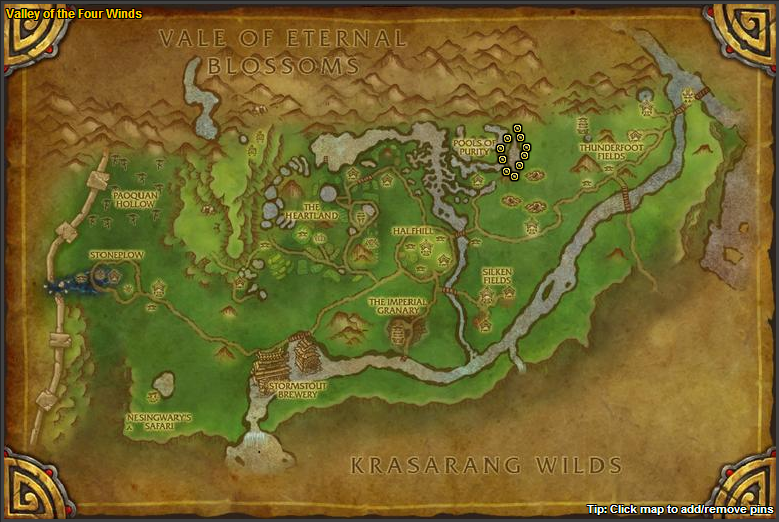 Valley of the Four Winds
VALE OF ETERNAL
BLOSSOMS
POOLS OF
PURITY
THUNDERFOOT
FIELDS
PAOQUAN
HOLLOW
THE
HEARTLAND
HALFHILL
STONEPLOW
SILKEN
FIELDS
THE IMPERIAL
GRANARY
STORMSTOUT
BREWERY
NESINGWARY'S
SAFARI
KRASARANG WILDS
Tip: Click map to add/remove pins